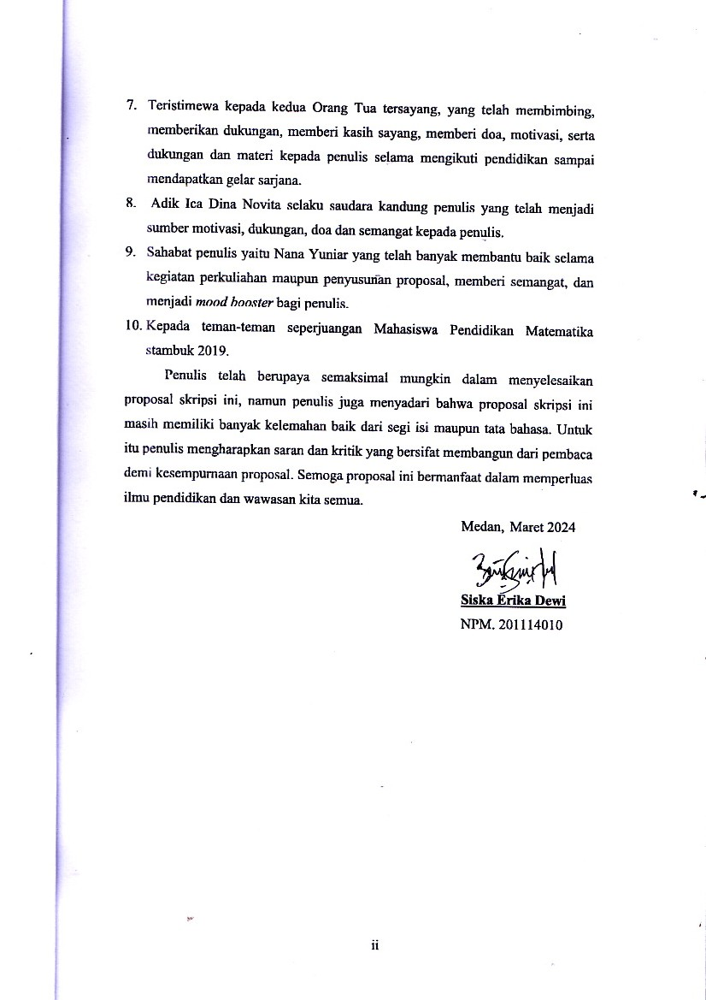 7. Teristimewa kepada kedua Orang Tua tersayang, yang telah membimbing,
memberikan dukungan, memberi kasih sayang, memberi doa, motivasi, serta
dukungan dan materi kepada penulis selama mengikuti pendidikan sampai
mendapatkan gelar sarjana.
8. Adik Ica Dina Novita selaku saudara kandung penulis yang telah menjadi
sumber motivasi, dukungan, doa dan semangat kepada penulis.
9. Sahabat penulis yaitu Nana Yuniar yang telah banyak membantu baik selama
kegiatan perkuliahan maupun penyusunan proposal, memberi semangat, dan
menjadi mood booster bagi penulis.
10. Kepada teman-teman seperjuangan Mahasiswa Pendidikan Matematika
stambuk 2019.
Penulis telah berupaya semaksimal mungkin dalam menyelesaikan
proposal skripsi ini, namun penulis juga menyadari bahwa proposal skripsi ini
masih memiliki banyak kelemahan baik dari segi isi maupun tata bahasa. Untuk
itu penulis mengharapkan saran dan kritik yang bersifat membangun dari pembaca
demi kesempurnaan proposal. Semoga proposal ini bermanfaat dalam memperluas
ilmu pendidikan dan wawasan kita semua.
Medan, Maret 2024
Siska Erika Dewi
NPM. 201114010
ii